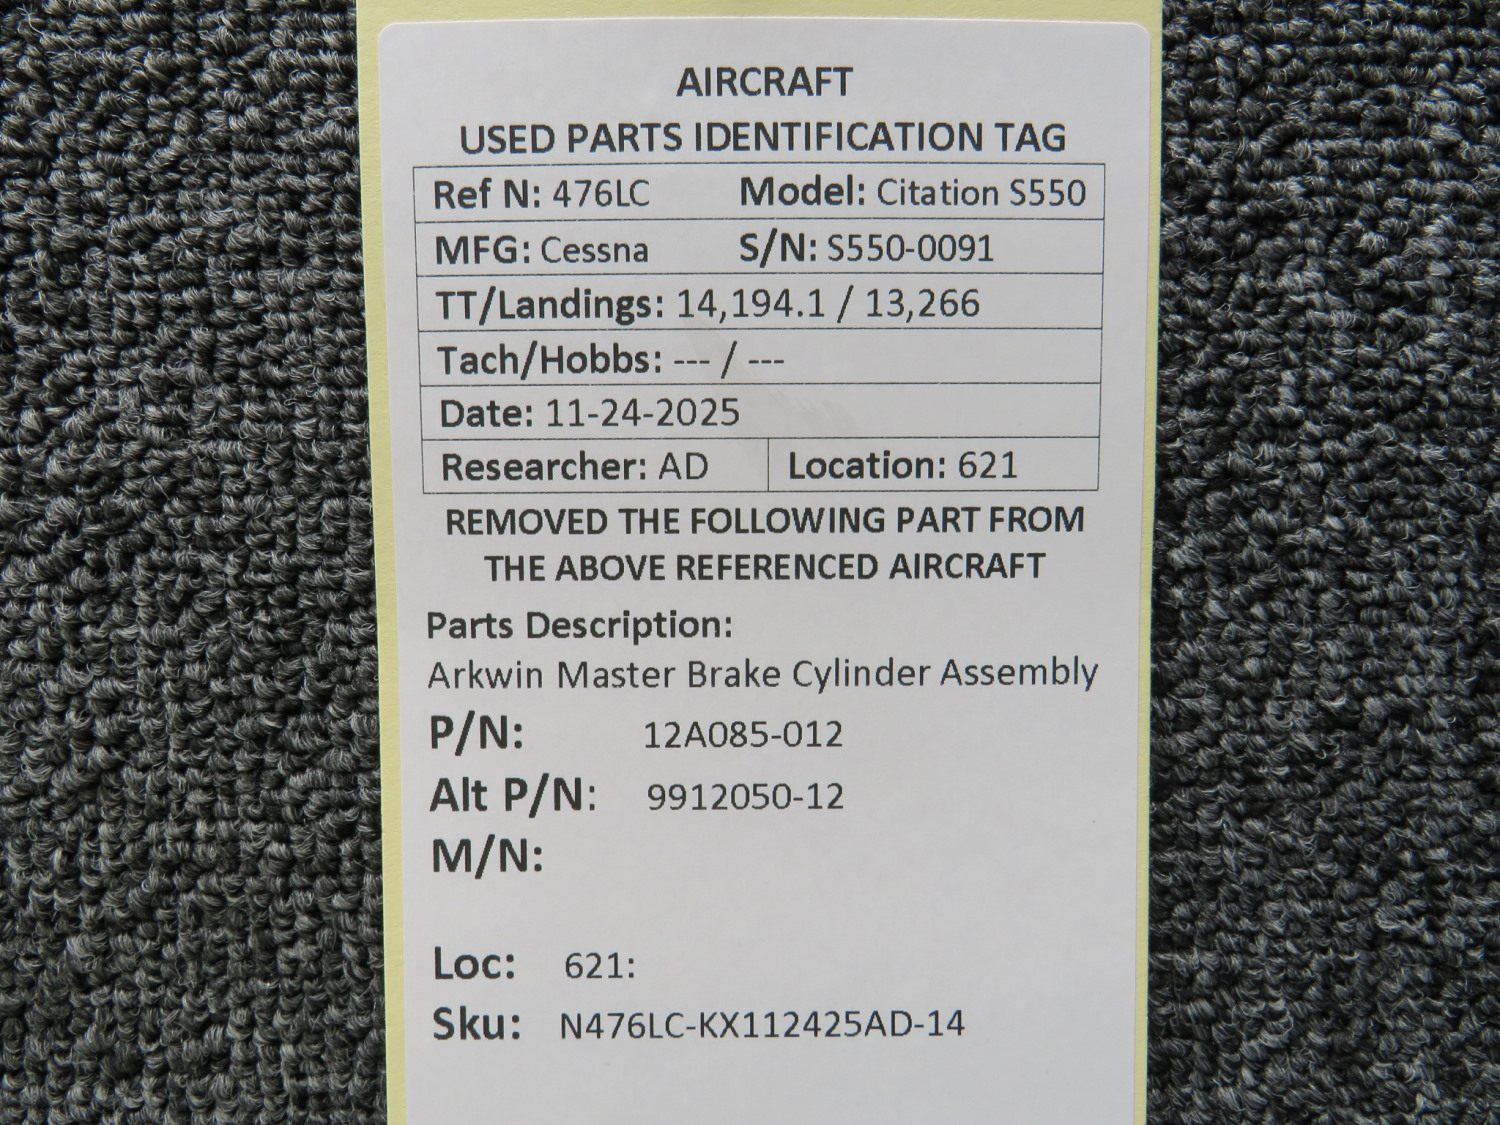 AIRCRAFT
USED PARTS IDENTIFICATION TAG
Ref N: 476LC Model: Citation S550
MFG: Cessna S/N: S550-0091
TT/Landings: 14,194.1 / 13,266
Tach/Hobbs: --- / ---
Date: 11-24-2025
Researcher: AD Location: 621
REMOVED THE FOLLOWING PART FROM
THE ABOVE REFERENCED AIRCRAFT
Parts Description:
Arkwin Master Brake Cylinder Assembly
P/N: 12A085-012
Alt P/N: 9912050-12
M/N:
Loc: 621:
Sku: N476LC-KX112425AD-14